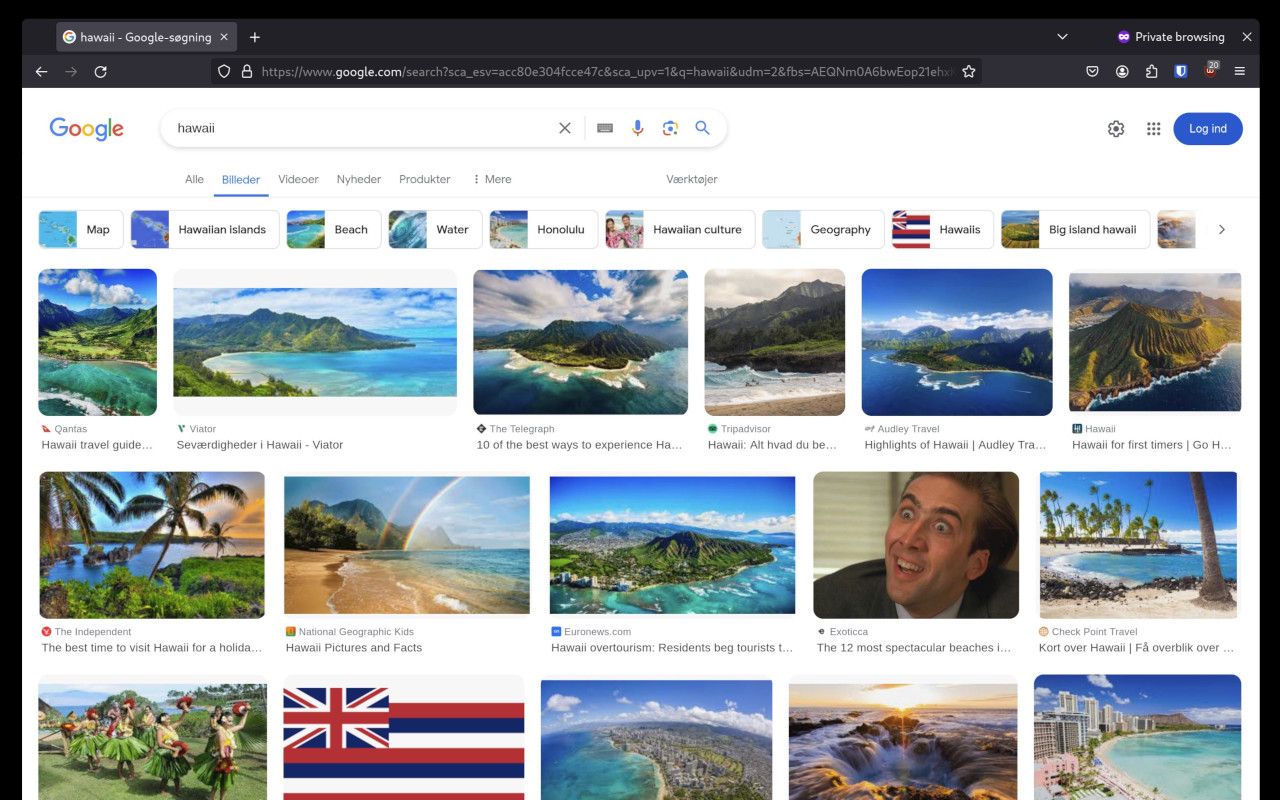 hawaii - Google-søgning
Private browsing
https://www.google.com/search?sca_esv=acc80e304fcce47c&sca_upv=1&q=hawaii&udm=2&fbs=AEQNm0A6bwEop21ehx
20
Google
hawaii
Log ind
Alle Billeder Videoer Nyheder Produkter Mere Værktøjer
Map Hawaiian islands Beach Water Honolulu Hawaiian culture Geography Hawaiis Big island hawaii
Qantas
Hawaii travel guide...
Viator
Seværdigheder i Hawaii - Viator
The Telegraph
10 of the best ways to experience Ha...
Tripadvisor
Hawaii: Alt hvad du be...
Audley Travel
Highlights of Hawaii | Audley Tra...
Hawaii
Hawaii for first timers | Go H...
The Independent
The best time to visit Hawaii for a holida...
National Geographic Kids
Hawaii Pictures and Facts
Euronews.com
Hawaii overtourism: Residents beg tourists t...
Exoticca
The 12 most spectacular beaches i...
Check Point Travel
Kort over Hawaii | Få overblik over ...